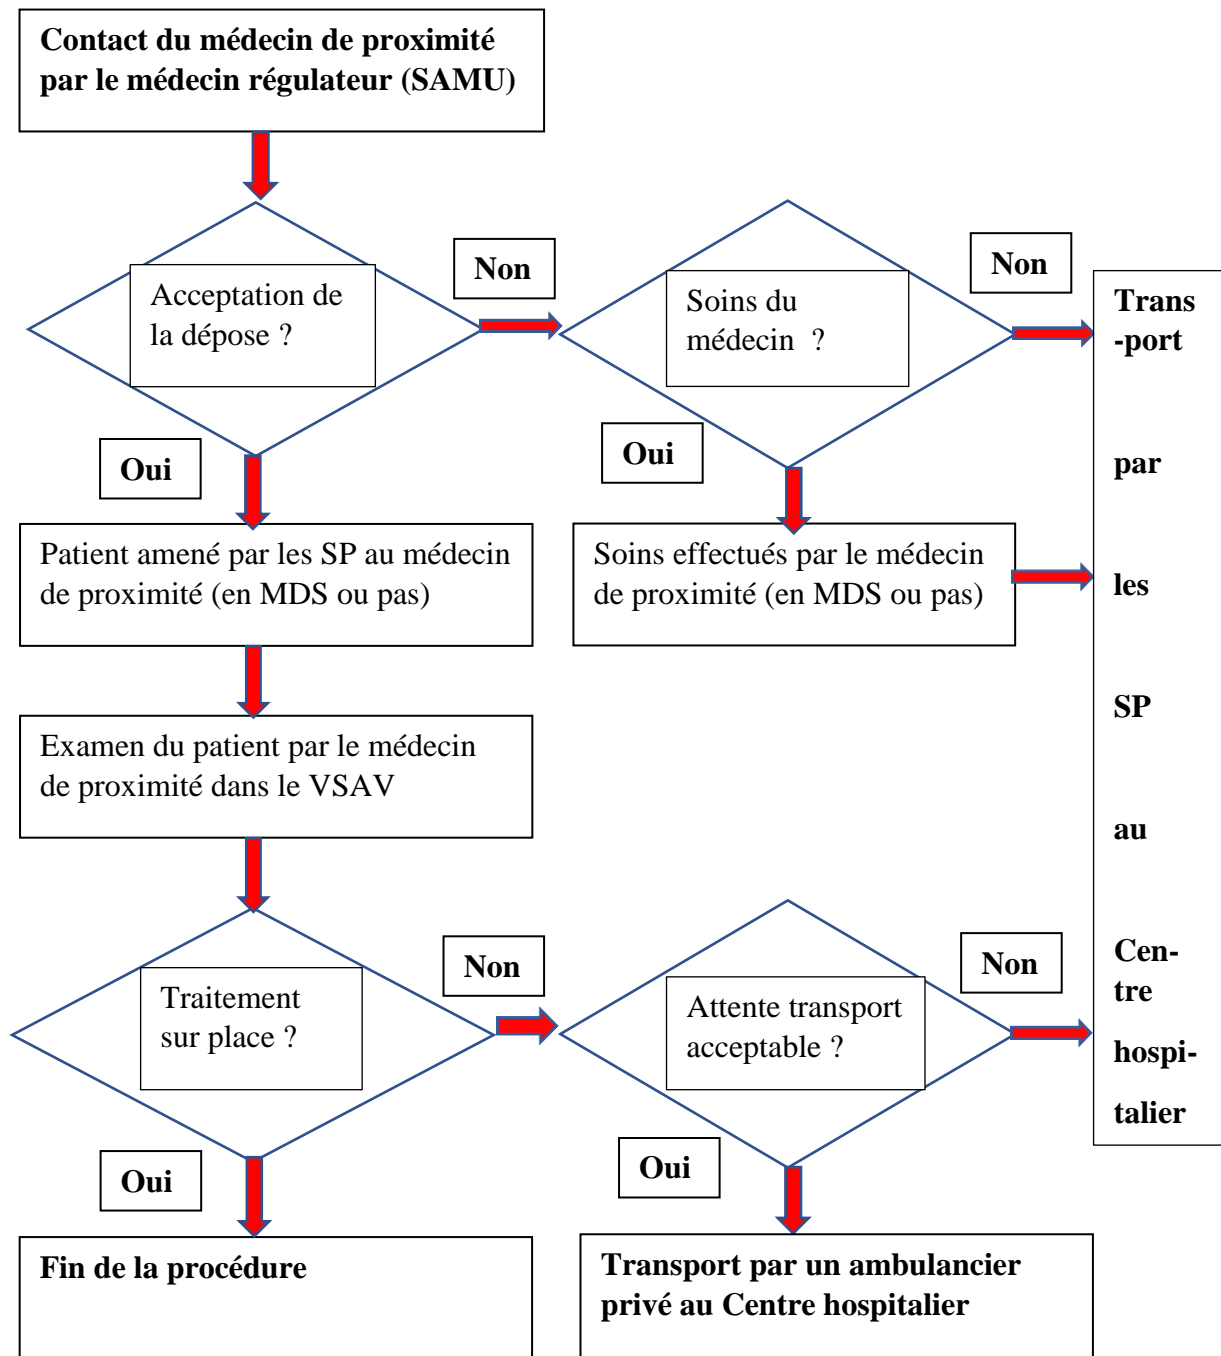 Contact du médecin de proximité
par le médecin régulateur (SAMU)
Non
Non
Acceptation de
la dépose ?
Soins du
médecin  ?
Trans
-port
par
les
SP
au
Cen-
tre
hospi-
talier
Oui
Oui
Patient amené par les SP au médecin
de proximité (en MDS ou pas)
Soins effectués par le médecin
de proximité (en MDS ou pas)
Examen du patient par le médecin
de proximité dans le VSAV
Non
Non
Traitement
sur place ?
Attente transport
acceptable ?
Oui
Oui
Fin de la procédure
Transport par un ambulancier
privé au Centre hospitalier